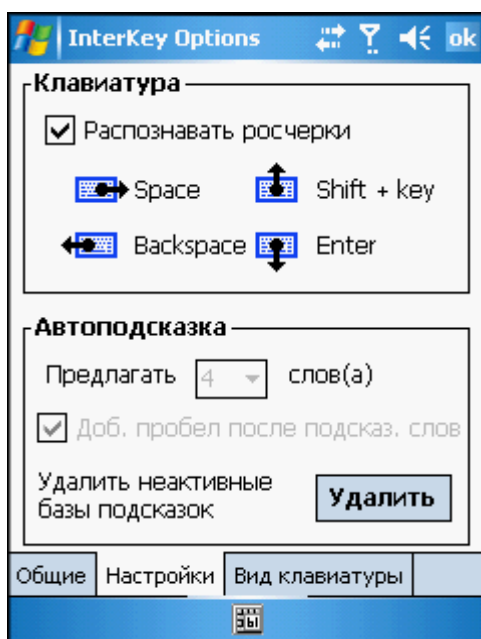 InterKey Options ok
Клавиатура
Распознавать росчерки
Space Shift + key
Backspace Enter
Автоподсказка
Предлагать 4 слов(а)
Доб. пробел после подсказ. слов
Удалить неактивные
базы подсказок
Удалить
Общие Настройки Вид клавиатуры
ЗЫ